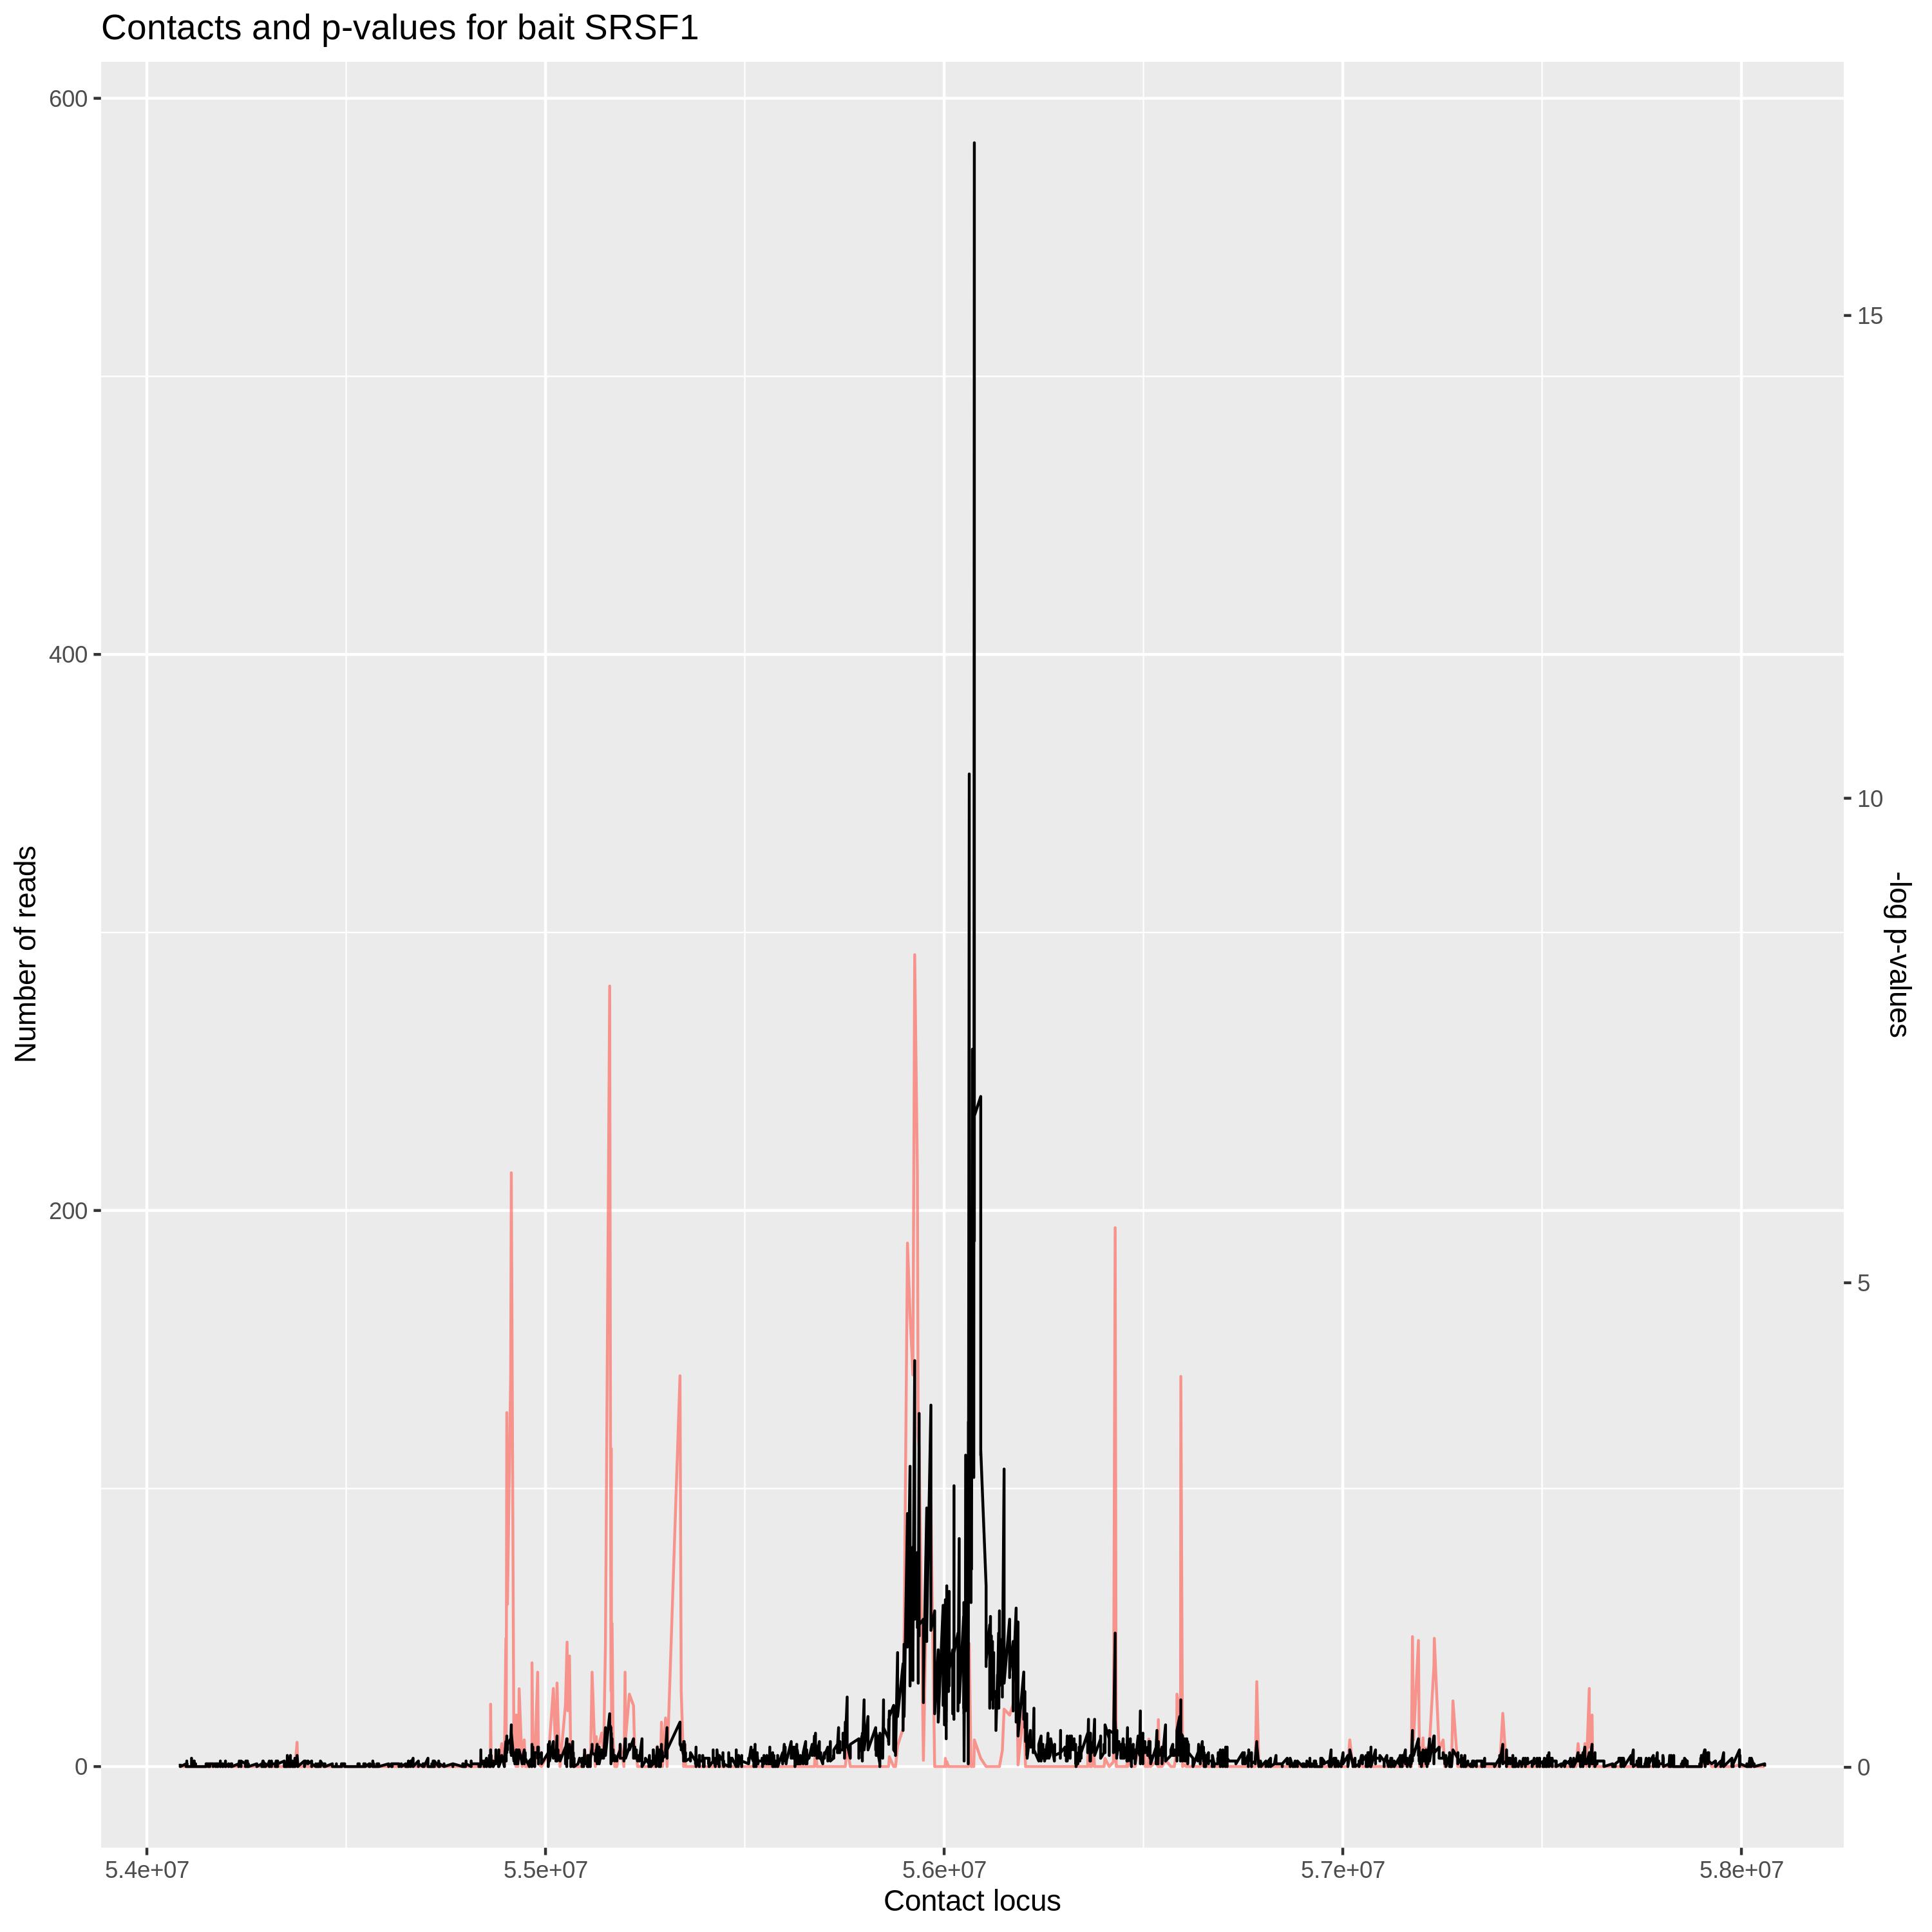 Contacts and p-values for bait SRSF1
600
400
200
0
Number of reads
15
10
5
0
-log p-values
5.4e+07
5.5e+07
5.6e+07
5.7e+07
5.8e+07
Contact locus